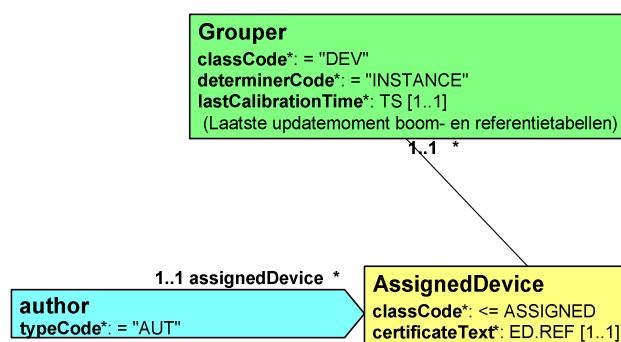 Grouper
classCode*: = "DEV"
determinerCode*: = "INSTANCE"
lastCalibrationTime*: TS [1..1]
(Laatste updatemoment boom- en referentietabellen)
1..1 *
1..1 assignedDevice *
author
typeCode*: = "AUT"
AssignedDevice
classCode*: <= ASSIGNED
certificateText*: ED.REF [1..1]